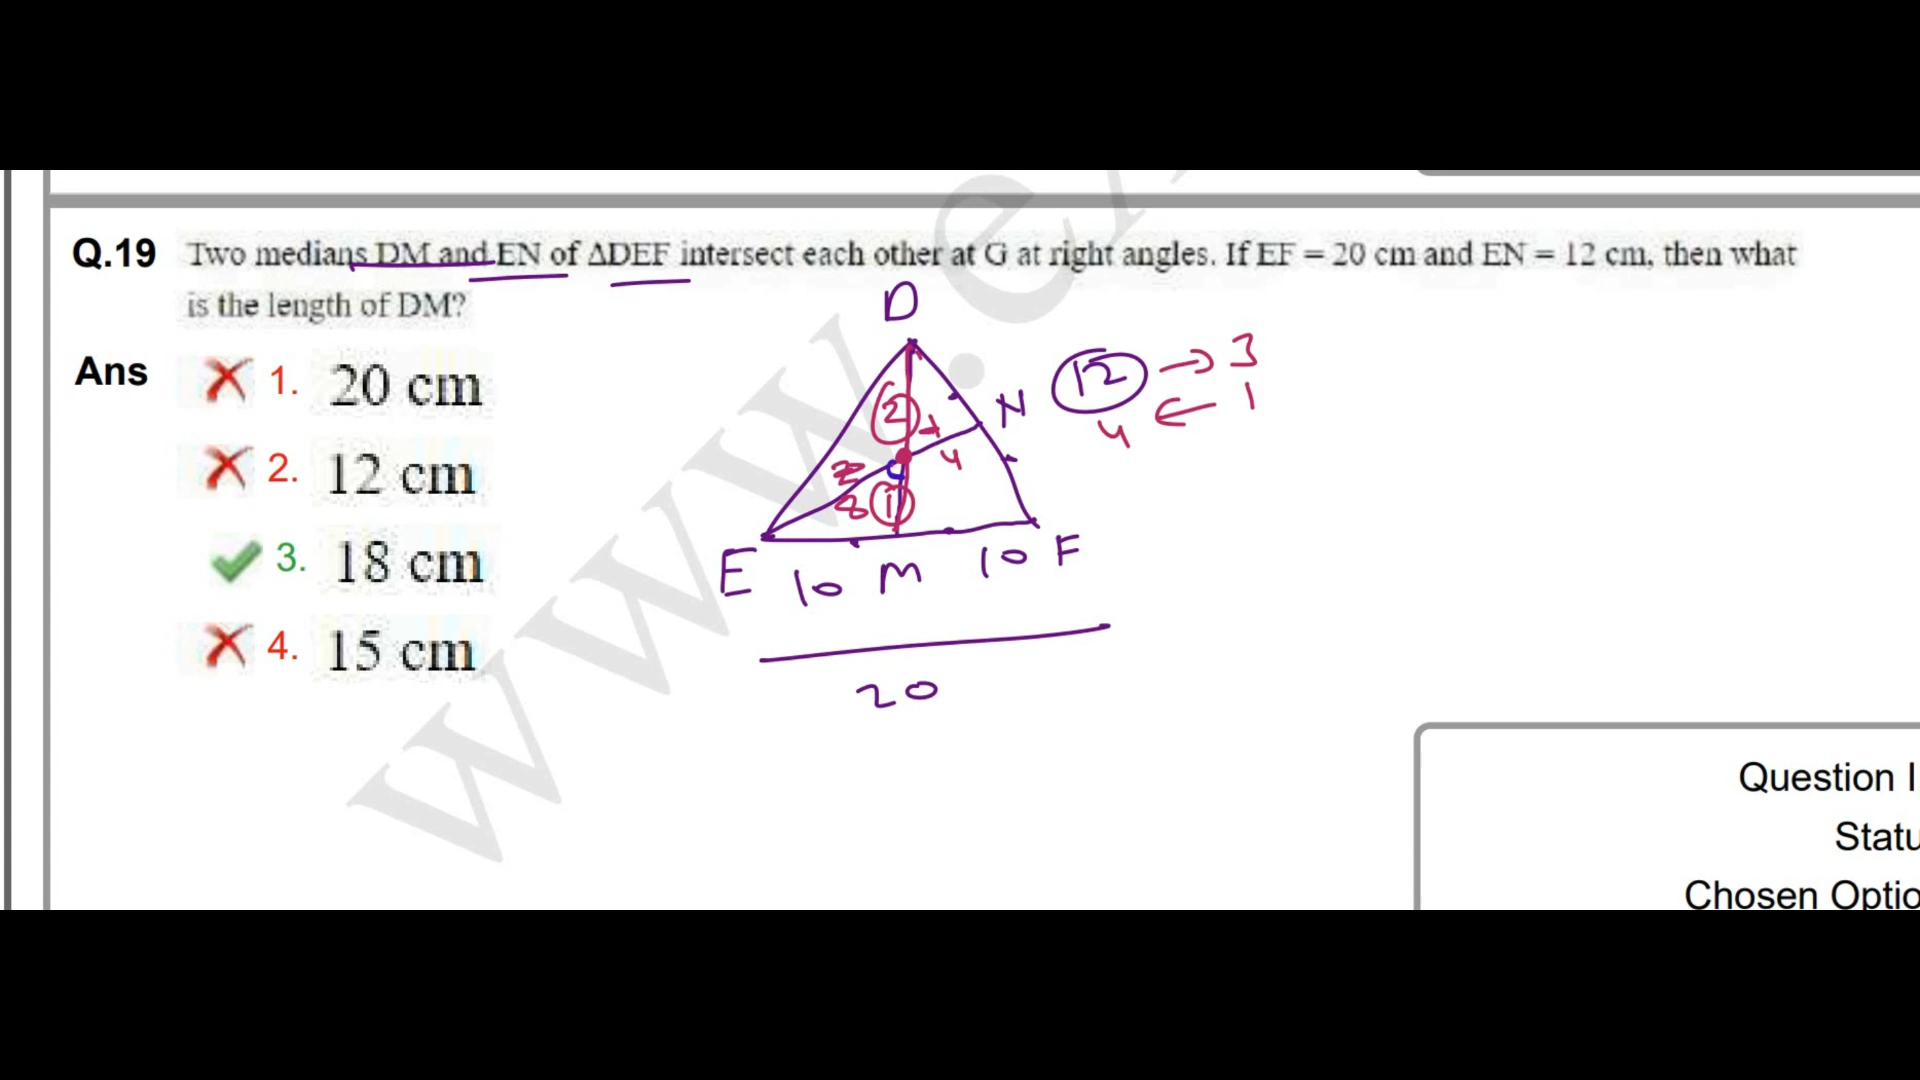 Q.19 Two medians DM and EN of ΔDEF intersect each other at G at right angles. If EF = 20 cm and EN = 12 cm, then what
is the length of DM?
Ans 1. 20 cm
2. 12 cm
3. 18 cm
4. 15 cm
D
N
12 → 3
4 ← 1
2
4
2
8
1
E 10 M 10 F
20
www.ex
Question I
Statu
Chosen Optio